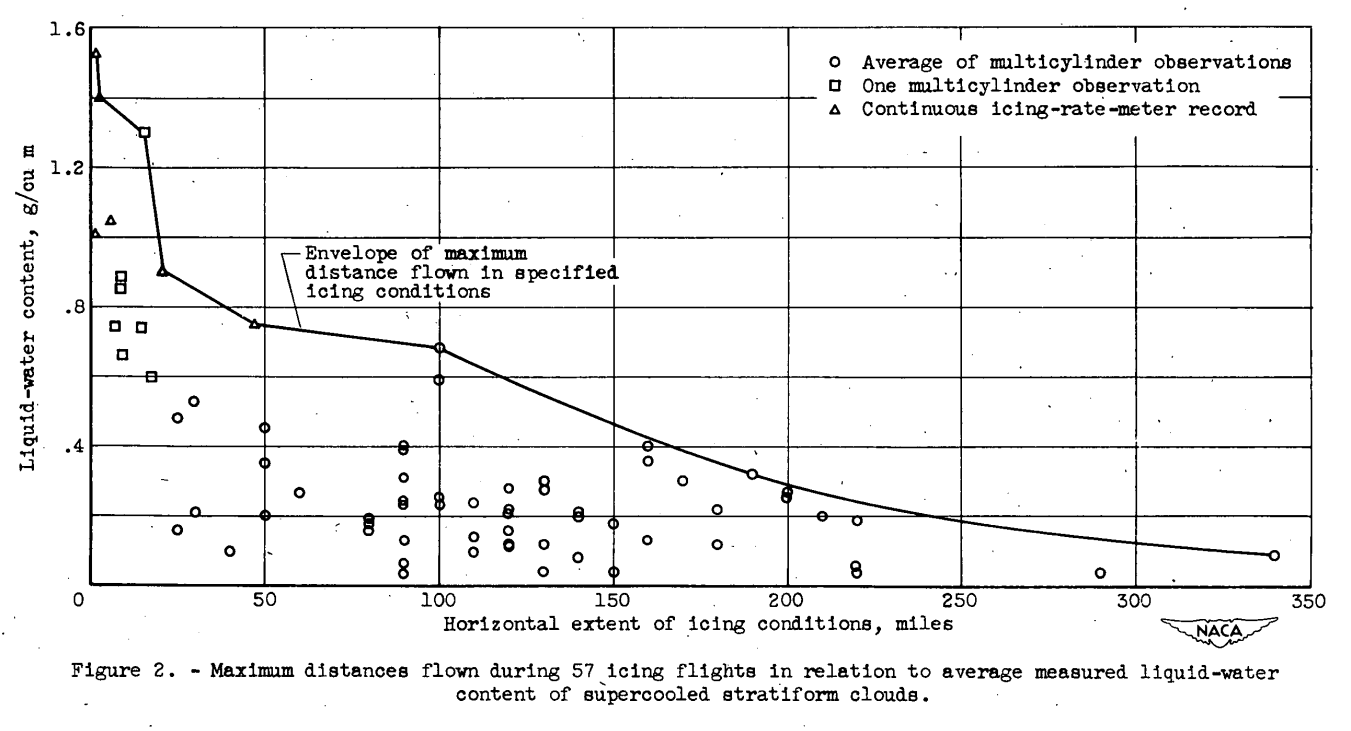 1.6
1.2
.8
.4
Liquid-water content, g/cu m
○ Average of multicylinder observations
□ One multicylinder observation
△ Continuous icing-rate-meter record
Envelope of maximum
distance flown in specified
icing conditions
0 50 100 150 200 250 300 350
Horizontal extent of icing conditions, miles
NACA
Figure 2. - Maximum distances flown during 57 icing flights in relation to average measured liquid-water
content of supercooled stratiform clouds.